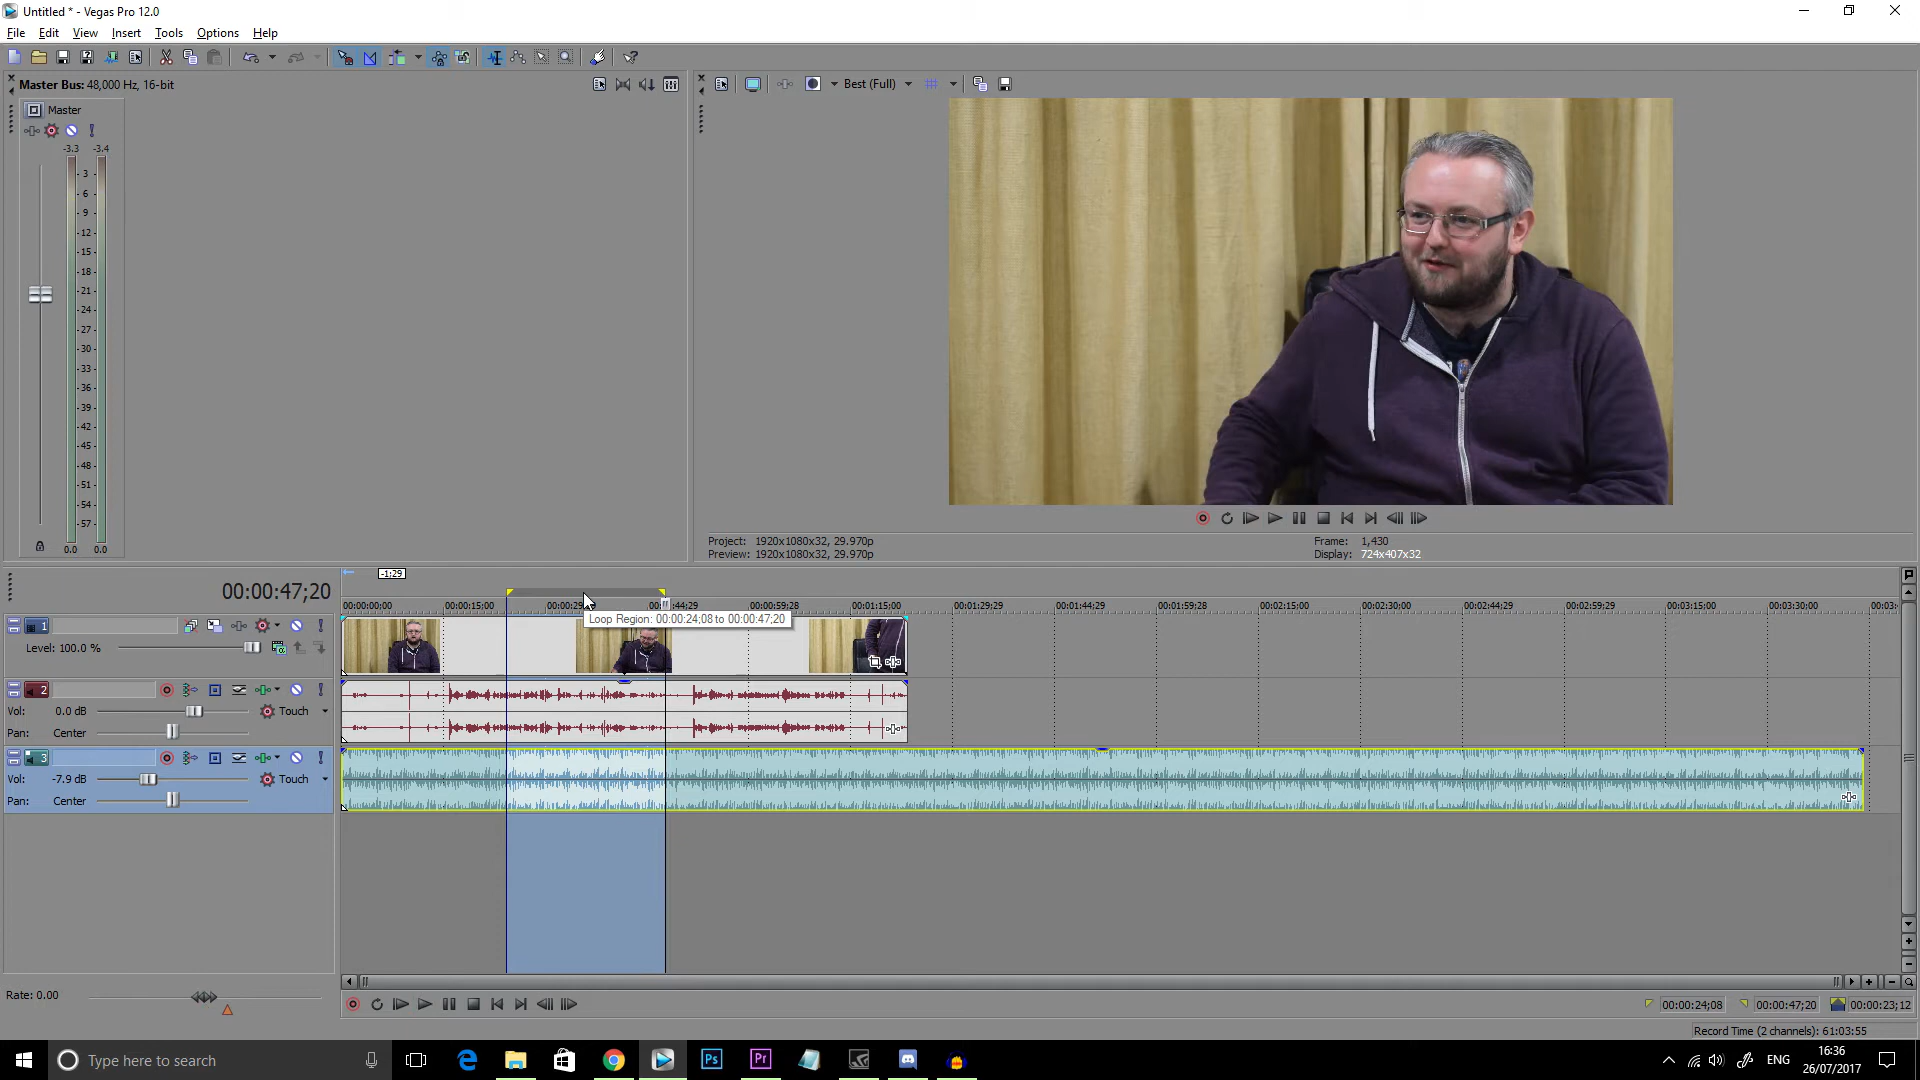 Untitled * - Vegas Pro 12.0
File Edit View Insert Tools Options Help
Master Bus: 48,000 Hz, 16-bit
Best (Full)
Master
-3.3 -3.4
3
6
9
12
15
18
21
24
27
30
33
36
39
42
45
48
51
54
57
0.0 0.0
Project: 1920x1080x32, 29.970p
Frame: 1,430
Preview: 1920x1080x32, 29.970p
Display: 724x407x32
-1:29
00:00:47;20
00:00:00;00 00:00:15;00 00:00:29 :44;29 00:00:59;28 00:01:15;00 00:01:29;29 00:01:44;29 00:01:59;28 00:02:15;00 00:02:30;00 00:02:44;29 00:02:59;29 00:03:15;00 00:03:30;00 00:03:
Loop Region: 00:00:24;08 to 00:00:47;20
1
Level: 100.0 %
2
Vol: 0.0 dB Touch
Pan: Center
3
Vol: -7.9 dB Touch
Pan: Center
Rate: 0.00
00:00:24;08 00:00:47;20 00:00:23;12
Record Time (2 channels): 61:03:55
Type here to search
Ps
Pr
ENG
16:36
26/07/2017